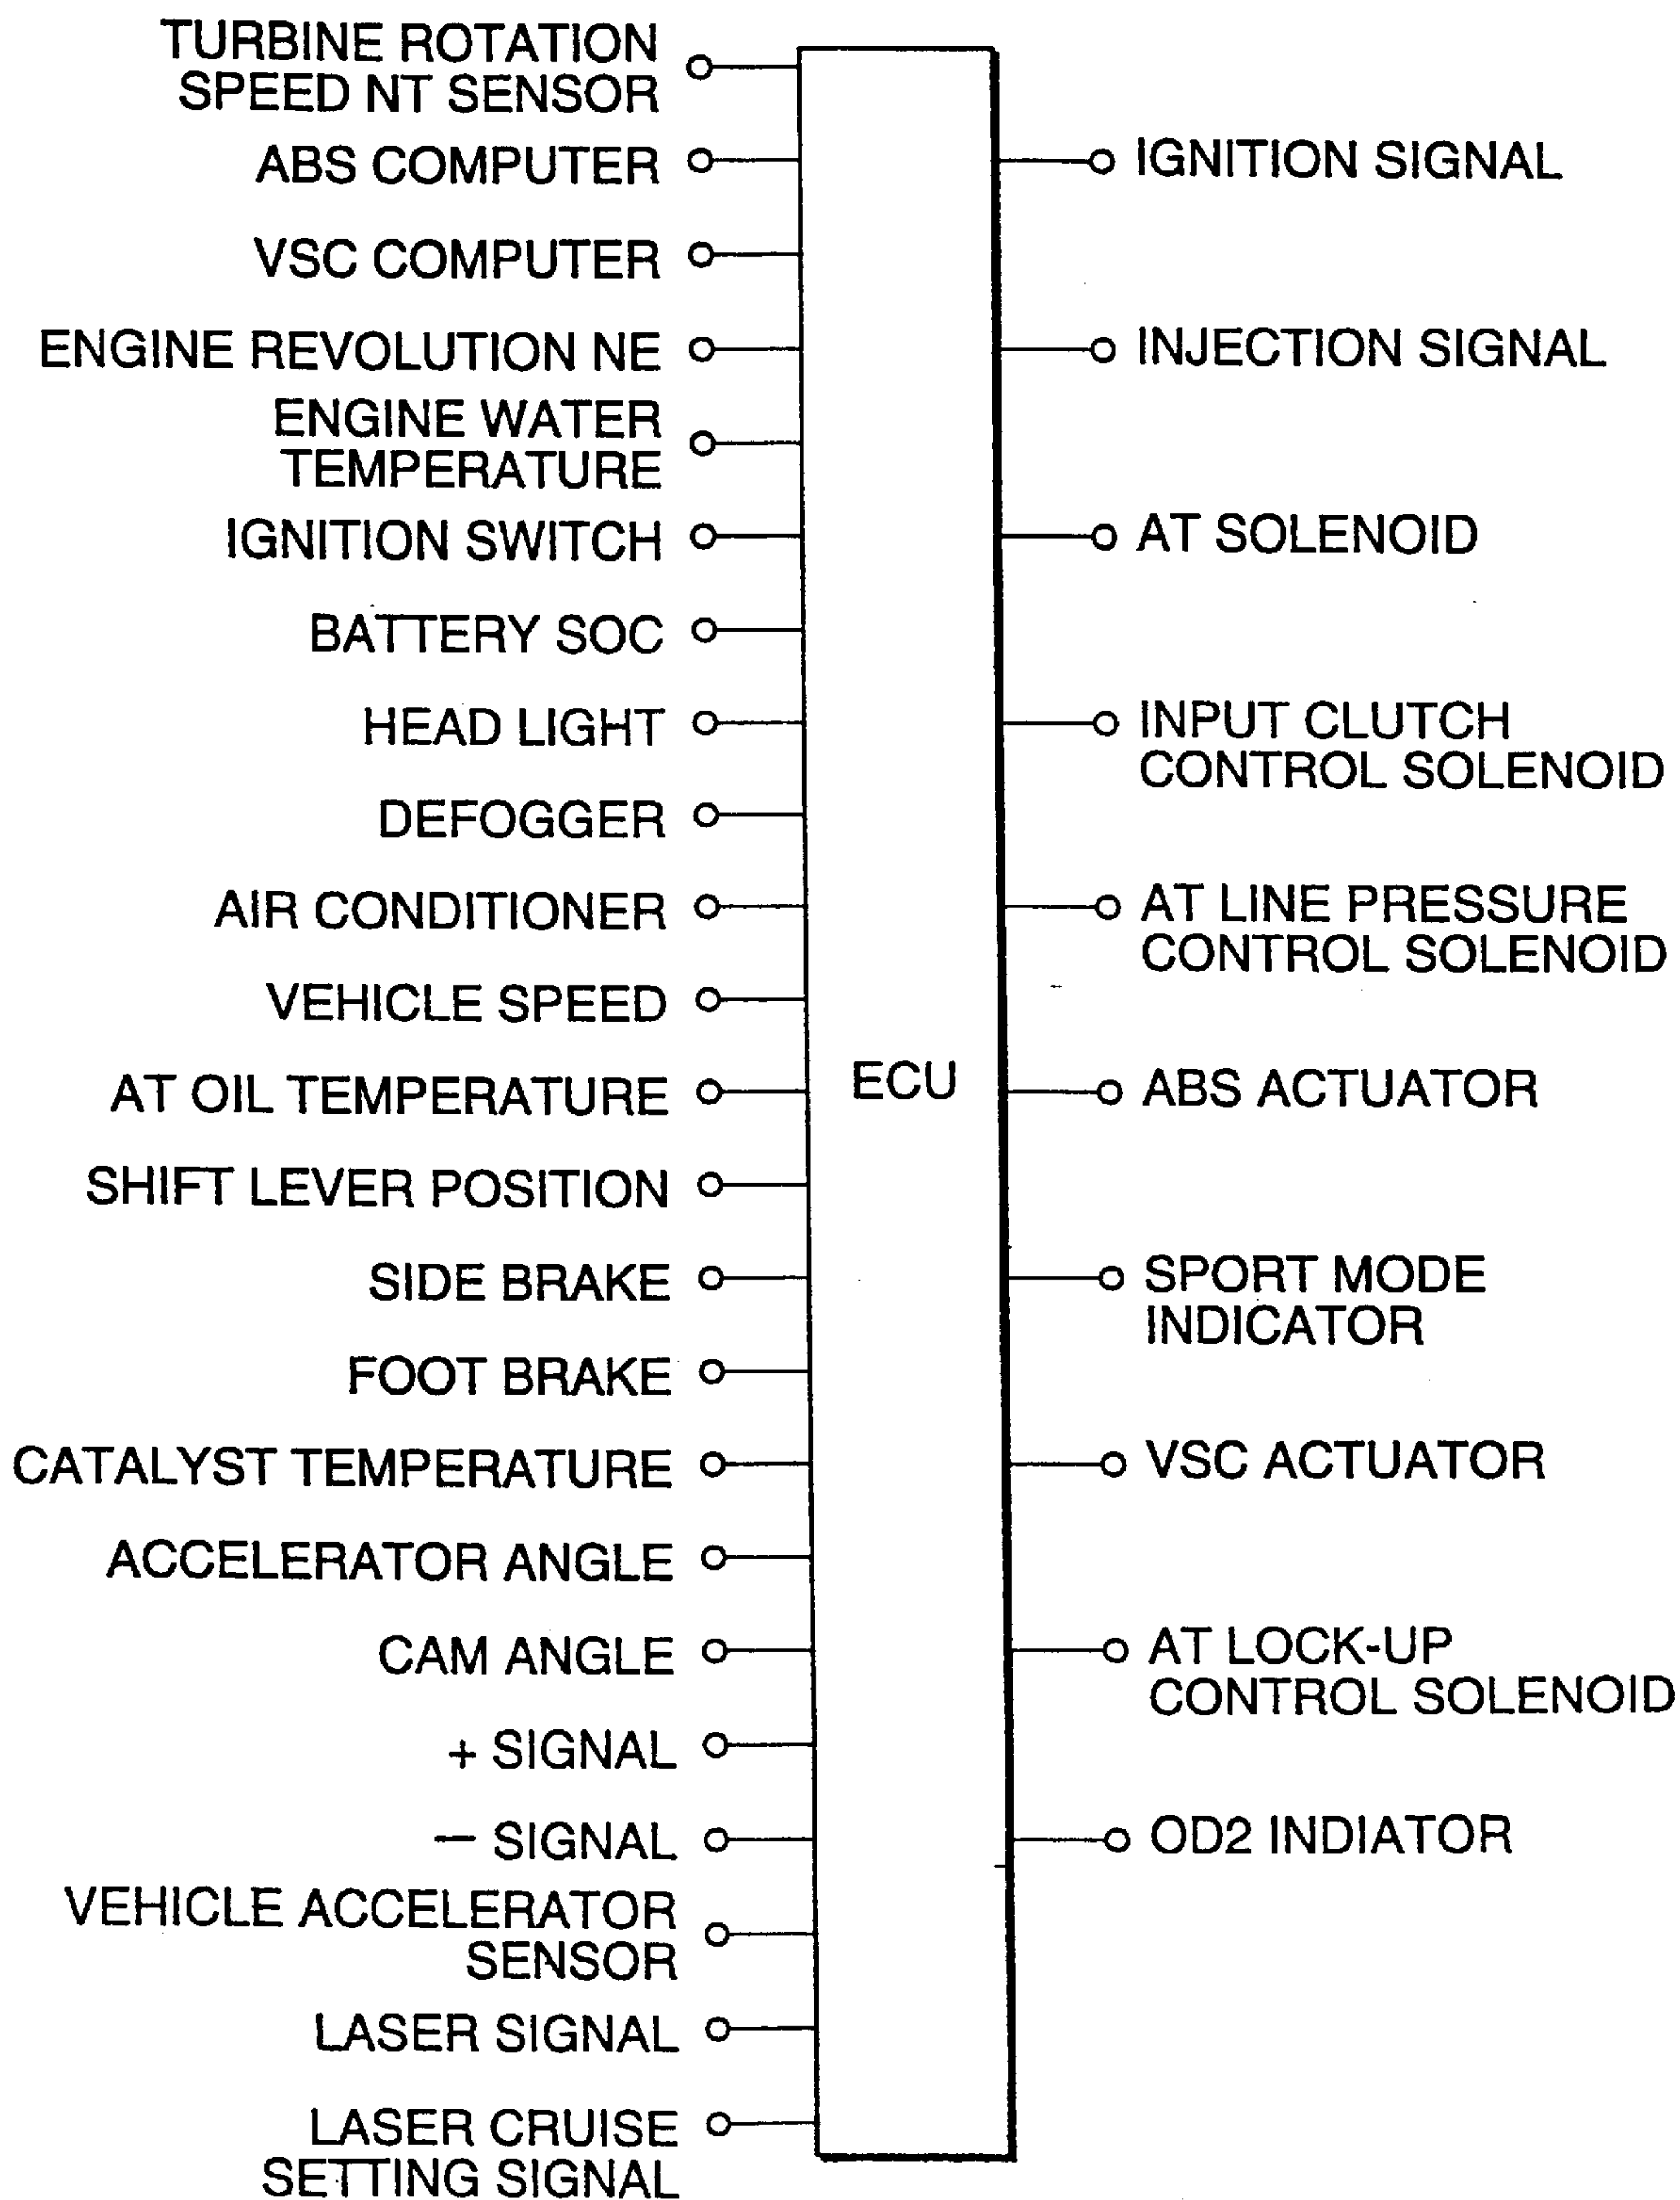 TURBINE ROTATION
SPEED NT SENSOR
ABS COMPUTER
VSC COMPUTER
ENGINE REVOLUTION NE
ENGINE WATER
TEMPERATURE
IGNITION SWITCH
BATTERY SOC
HEAD LIGHT
DEFOGGER
AIR CONDITIONER
VEHICLE SPEED
AT OIL TEMPERATURE
SHIFT LEVER POSITION
SIDE BRAKE
FOOT BRAKE
CATALYST TEMPERATURE
ACCELERATOR ANGLE
CAM ANGLE
+ SIGNAL
— SIGNAL
VEHICLE ACCELERATOR
SENSOR
LASER SIGNAL
LASER CRUISE
SETTING SIGNAL
ECU
IGNITION SIGNAL
INJECTION SIGNAL
AT SOLENOID
INPUT CLUTCH
CONTROL SOLENOID
AT LINE PRESSURE
CONTROL SOLENOID
ABS ACTUATOR
SPORT MODE
INDICATOR
VSC ACTUATOR
AT LOCK-UP
CONTROL SOLENOID
OD2 INDIATOR